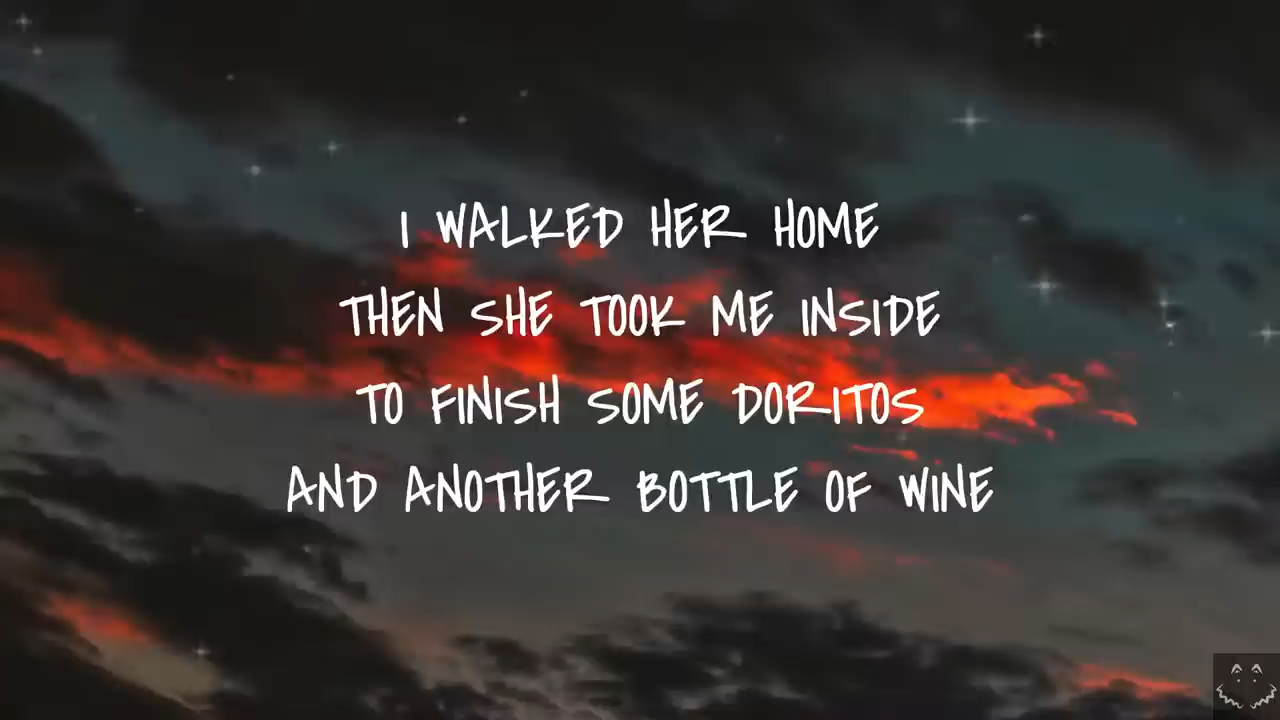 I WALKED HER HOME
THEN SHE TOOK ME INSIDE
TO FINISH SOME DORITOS
AND ANOTHER BOTTLE OF WINE